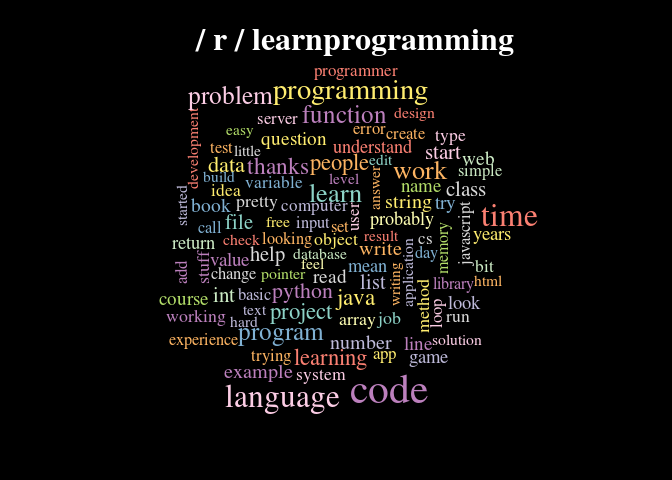 / r / learnprogramming
programmer
problem programming
server function design
development easy question error create type
test little understand start web
data thanks people edit work simple
build variable level answer name class
idea learn string try
started book pretty computer user probably time
call file free input set javascript years
return check looking object result write cs memory
add stuff value help database application day
change pointer feel read mean list writing bit
library html
course int basic python java method loop look
working text project array job run
hard program
experience number line solution
trying learning app game
example system
language code